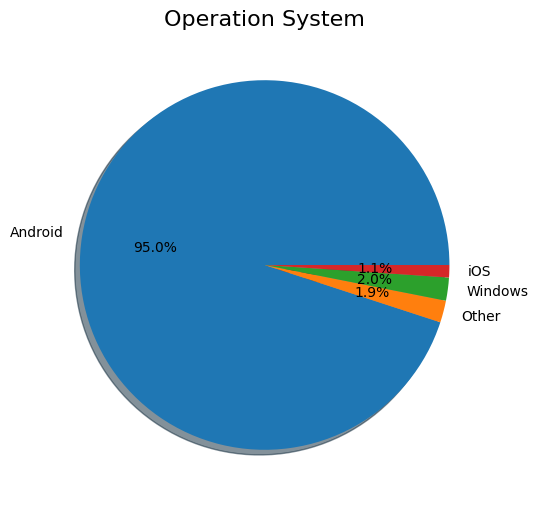 Operation System
Android
95.0%
1.1%
iOS
2.0%
Windows
1.9%
Other